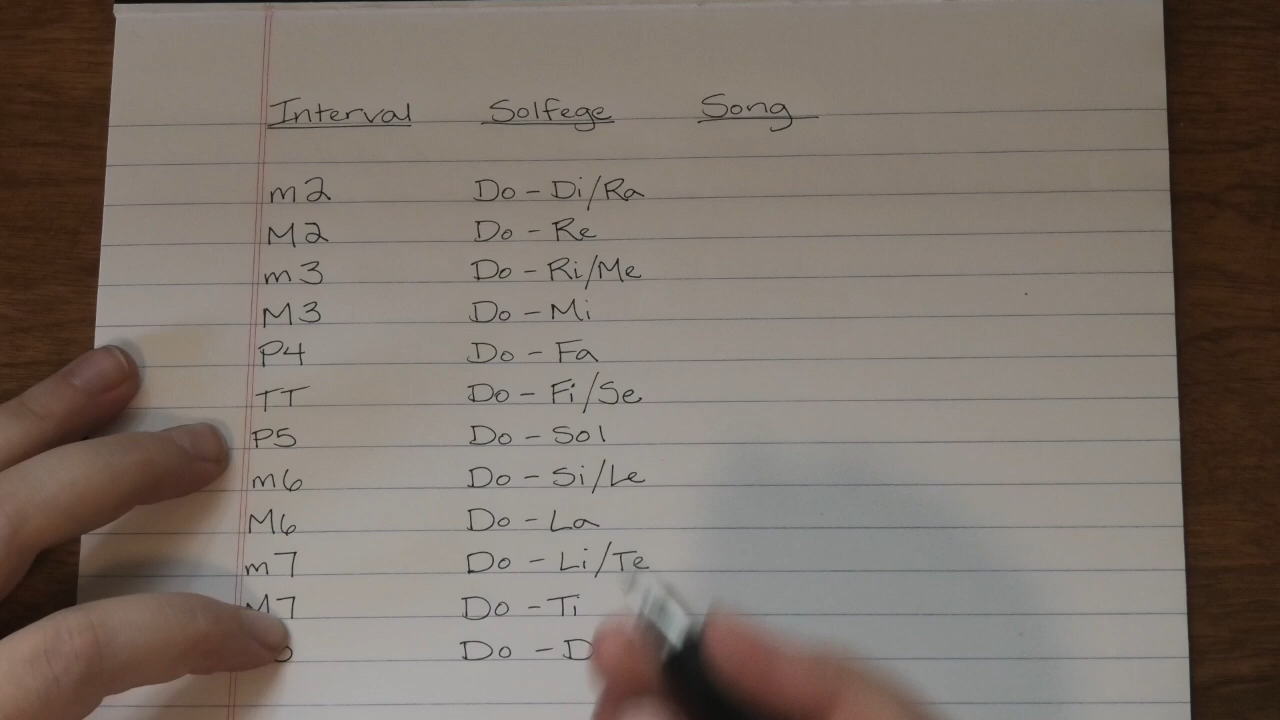 Interval Solfege Song
m2 Do - Di/Ra
M2 Do - Re
m3 Do - Ri/Me
M3 Do - Mi
P4 Do - Fa
TT Do - Fi/Se
P5 Do - Sol
m6 Do - Si/Le
M6 Do - La
m7 Do - Li/Te
M7 Do - Ti
Do -